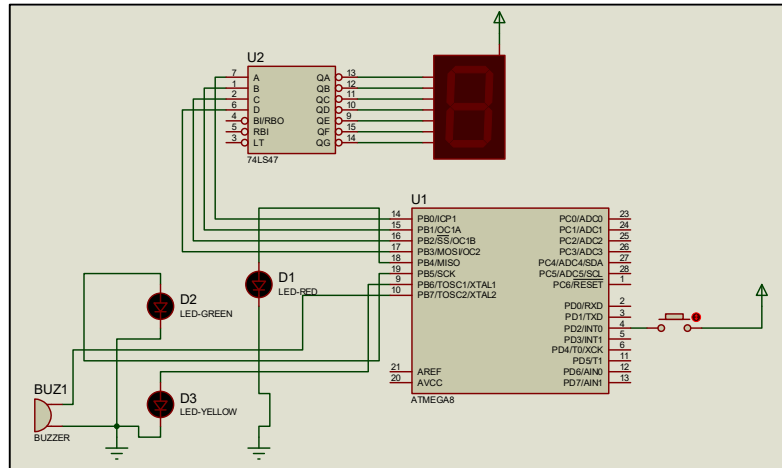 U2
7 A QA 13
1 B QB 12
2 C QC 11
6 D QD 10
4 BI/RBO QE 9
5 RBI QF 15
3 LT QG 14
74LS47
U1
14 PB0/ICP1 PC0/ADC0 23
15 PB1/OC1A PC1/ADC1 24
16 PB2/SS/OC1B PC2/ADC2 25
17 PB3/MOSI/OC2 PC3/ADC3 26
18 PB4/MISO PC4/ADC4/SDA 27
19 PB5/SCK PC5/ADC5/SCL 28
9 PB6/TOSC1/XTAL1 PC6/RESET 1
10 PB7/TOSC2/XTAL2
PD0/RXD 2
PD1/TXD 3
PD2/INT0 4
PD3/INT1 5
PD4/T0/XCK 6
PD5/T1 11
21 AREF PD6/AIN0 12
20 AVCC PD7/AIN1 13
ATMEGA8
D1
LED-RED
D2
LED-GREEN
D3
LED-YELLOW
BUZ1
BUZZER